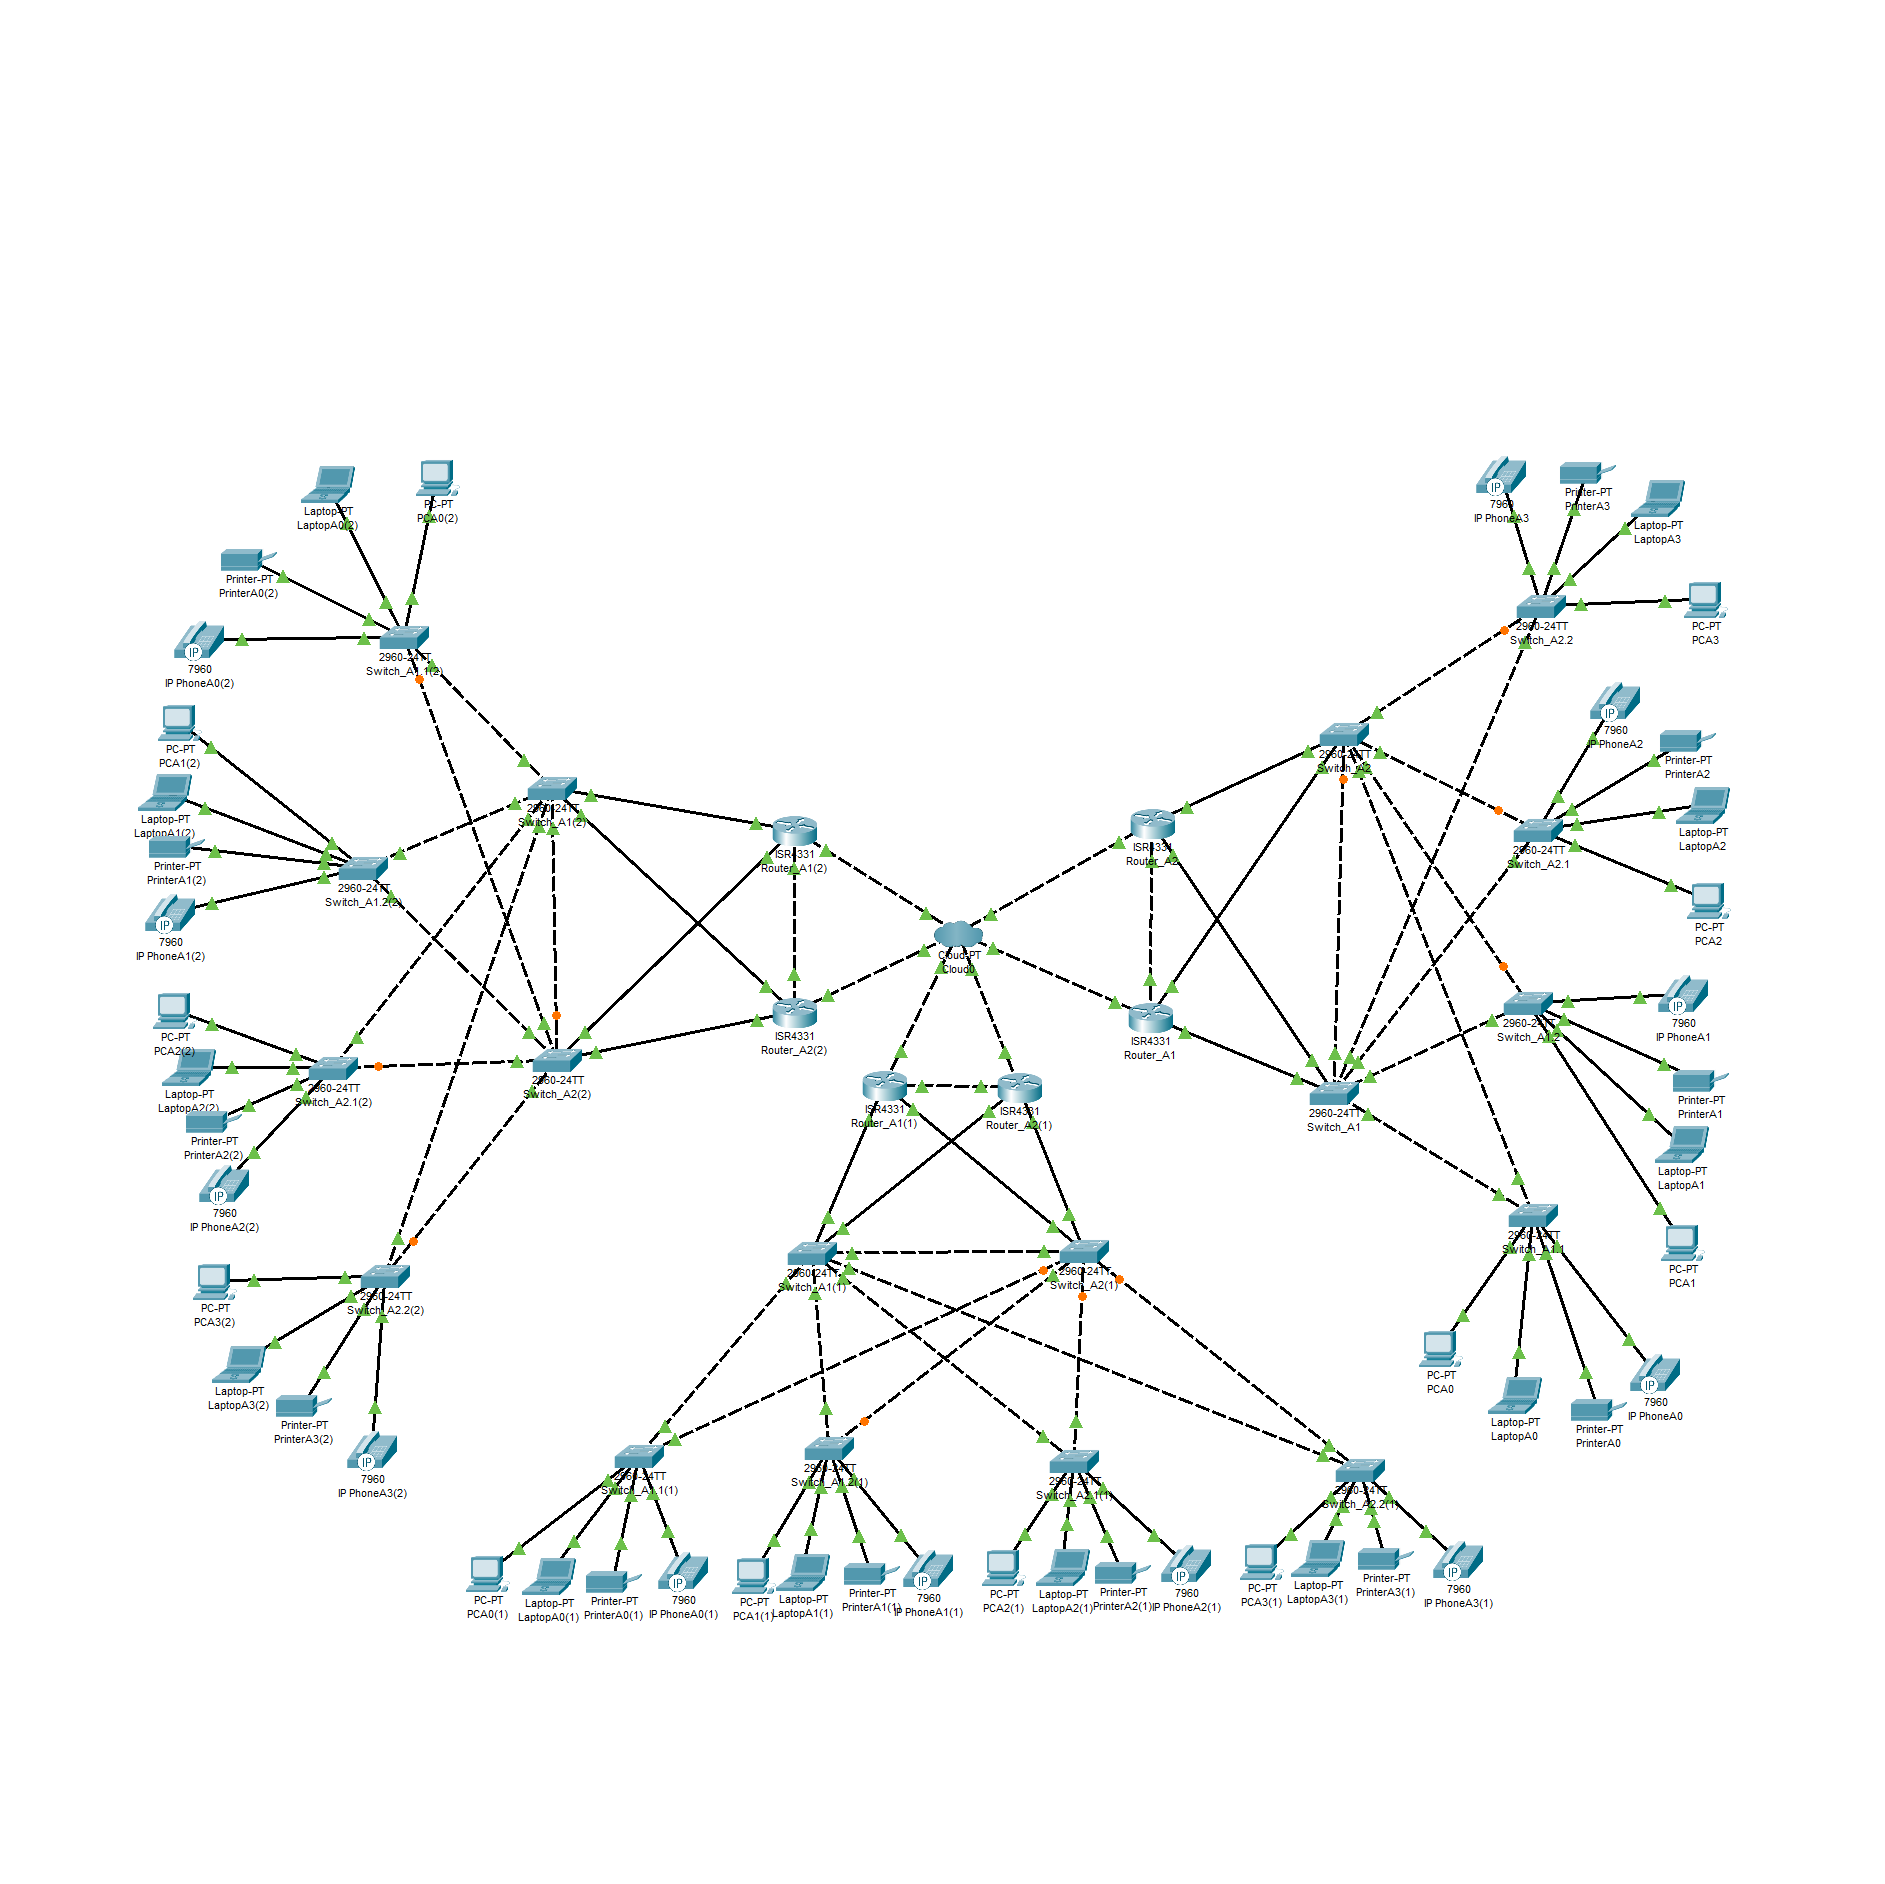 Laptop-PT
LaptopA0(2)
PC-PT
PCA0(2)
Printer-PT
PrinterA0(2)
IP
7960
IP PhoneA0(2)
2960-24TT
Switch_A1.1(2)
PC-PT
PCA1(2)
Laptop-PT
LaptopA1(2)
Printer-PT
PrinterA1(2)
IP
7960
IP PhoneA1(2)
2960-24TT
Switch_A1.2(2)
2960-24TT
Switch_A1(2)
ISR4331
Router_A1(2)
PC-PT
PCA2(2)
Laptop-PT
LaptopA2(2)
Printer-PT
PrinterA2(2)
IP
7960
IP PhoneA2(2)
2960-24TT
Switch_A2.1(2)
2960-24TT
Switch_A2(2)
ISR4331
Router_A2(2)
PC-PT
PCA3(2)
Laptop-PT
LaptopA3(2)
Printer-PT
PrinterA3(2)
IP
7960
IP PhoneA3(2)
2960-24TT
Switch_A2.2(2)
Cloud-PT
Cloud0
IP
7960
IP PhoneA3
Printer-PT
PrinterA3
Laptop-PT
LaptopA3
PC-PT
PCA3
2960-24TT
Switch_A2.2
2960-24TT
Switch_A2
ISR4331
Router_A2
IP
7960
IP PhoneA2
Printer-PT
PrinterA2
Laptop-PT
LaptopA2
PC-PT
PCA2
2960-24TT
Switch_A2.1
ISR4331
Router_A1
2960-24TT
Switch_A1
2960-24TT
Switch_A1.2
IP
7960
IP PhoneA1
Printer-PT
PrinterA1
Laptop-PT
LaptopA1
PC-PT
PCA1
2960-24TT
Switch_A1.1
PC-PT
PCA0
Laptop-PT
LaptopA0
Printer-PT
PrinterA0
IP
7960
IP PhoneA0
ISR4331
Router_A1(1)
ISR4331
Router_A2(1)
2960-24TT
Switch_A1(1)
2960-24TT
Switch_A2(1)
2960-24TT
Switch_A1.1(1)
2960-24TT
Switch_A1.2(1)
2960-24TT
Switch_A2.1(1)
2960-24TT
Switch_A2.2(1)
PC-PT
PCA0(1)
Laptop-PT
LaptopA0(1)
Printer-PT
PrinterA0(1)
IP
7960
IP PhoneA0(1)
PC-PT
PCA1(1)
Laptop-PT
LaptopA1(1)
Printer-PT
PrinterA1(1)
IP
7960
IP PhoneA1(1)
PC-PT
PCA2(1)
Laptop-PT
LaptopA2(1)
Printer-PT
PrinterA2(1)
IP
7960
IP PhoneA2(1)
PC-PT
PCA3(1)
Laptop-PT
LaptopA3(1)
Printer-PT
PrinterA3(1)
IP
7960
IP PhoneA3(1)